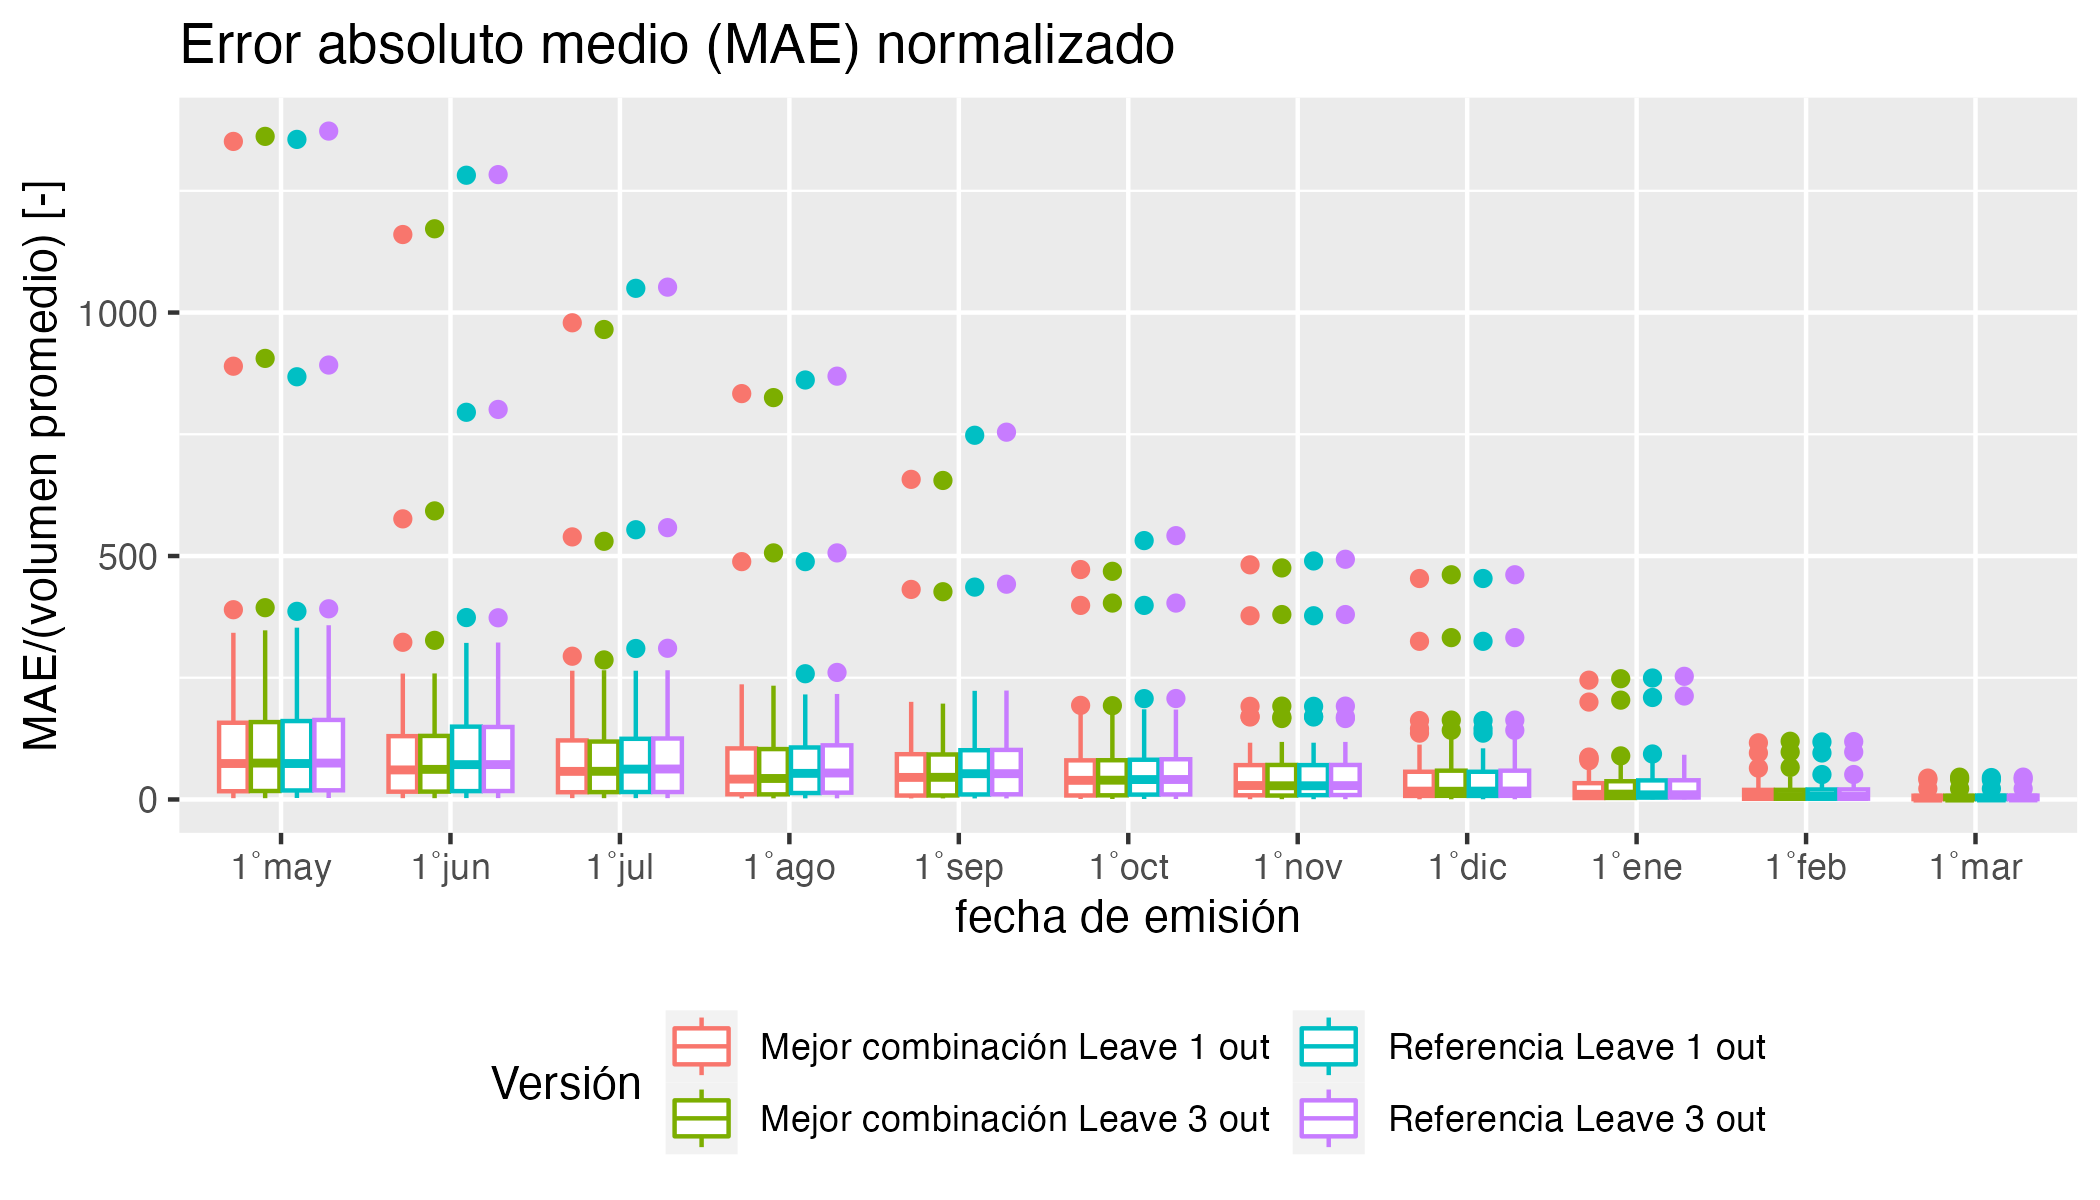 Error absoluto medio (MAE) normalizado
MAE/(volumen promedio) [-]
1000
500
0
1°may 1°jun 1°jul 1°ago 1°sep 1°oct 1°nov 1°dic 1°ene 1°feb 1°mar
fecha de emisión
Versión
Mejor combinación Leave 1 out
Mejor combinación Leave 3 out
Referencia Leave 1 out
Referencia Leave 3 out